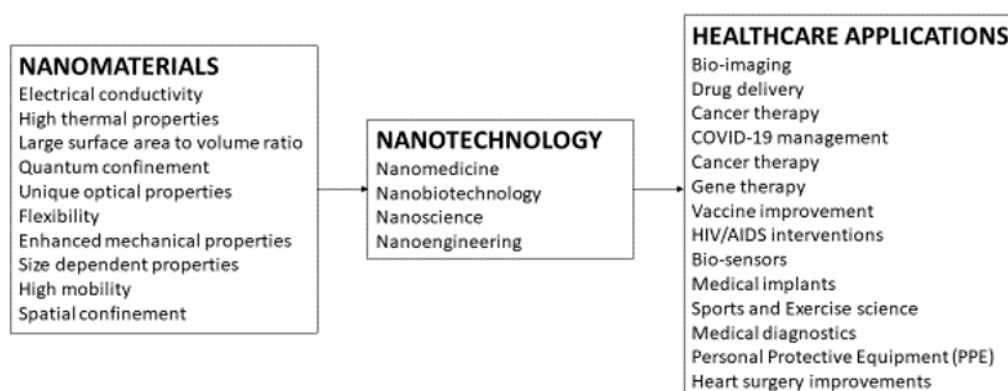 NANOMATERIALS
Electrical conductivity
High thermal properties
Large surface area to volume ratio
Quantum confinement
Unique optical properties
Flexibility
Enhanced mechanical properties
Size dependent properties
High mobility
Spatial confinement
NANOTECHNOLOGY
Nanomedicine
Nanobiotechnology
Nanoscience
Nanoengineering
HEALTHCARE APPLICATIONS
Bio-imaging
Drug delivery
Cancer therapy
COVID-19 management
Cancer therapy
Gene therapy
Vaccine improvement
HIV/AIDS interventions
Bio-sensors
Medical implants
Sports and Exercise science
Medical diagnostics
Personal Protective Equipment (PPE)
Heart surgery improvements